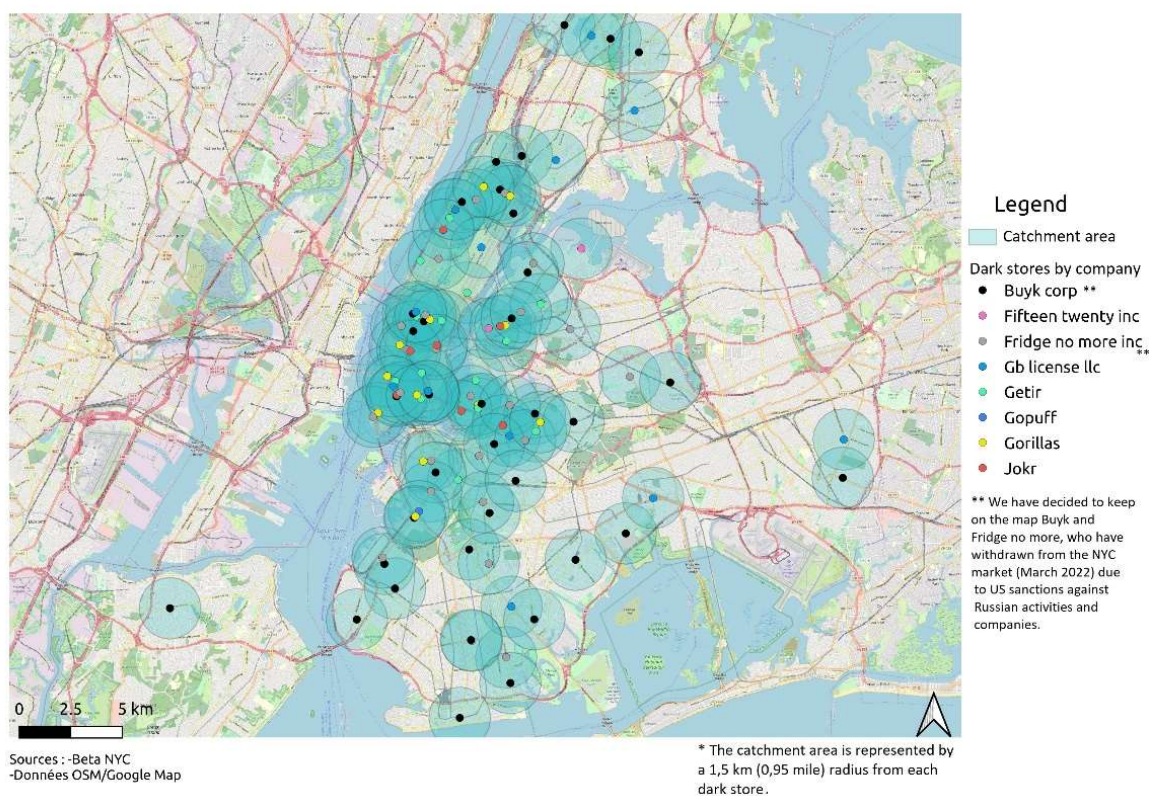 Legend
Catchment area
Dark stores by company
Buyk corp **
Fifteen twenty inc
Fridge no more inc
**
Gb license llc
Getir
Gopuff
Gorillas
Jokr
** We have decided to keep
on the map Buyk and
Fridge no more, who have
withdrawn from the NYC
market (March 2022) due
to US sanctions against
Russian activities and
companies.
0 2.5 5 km
Sources : -Beta NYC
-Données OSM/Google Map
* The catchment area is represented by
a 1,5 km (0,95 mile) radius from each
dark store.